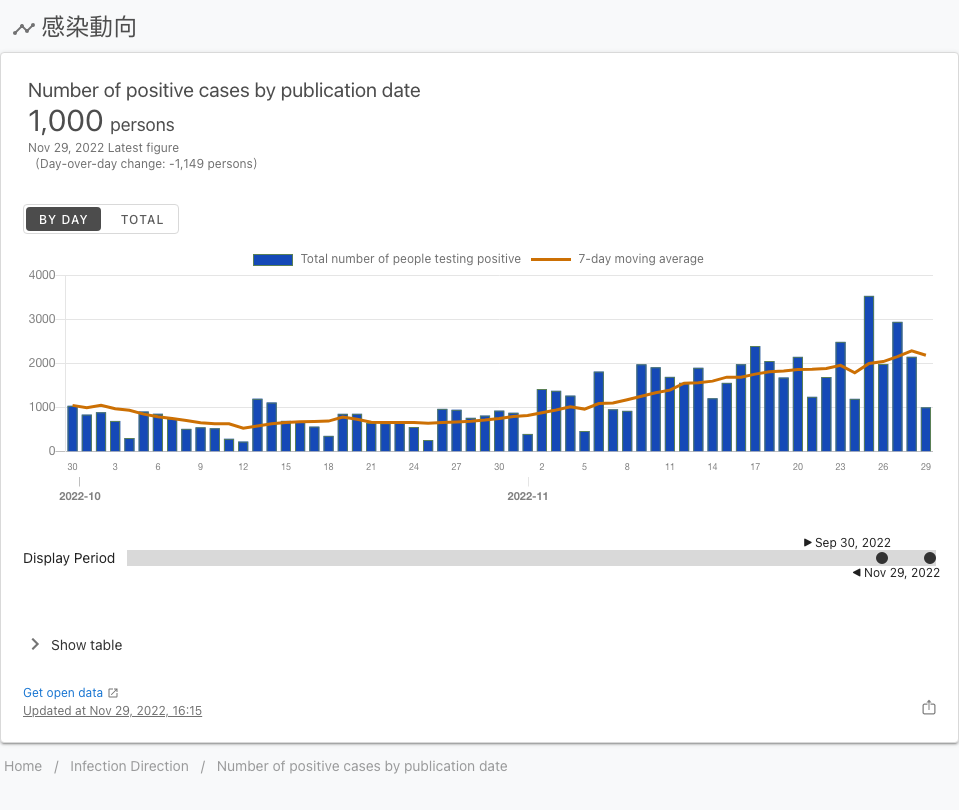 感染動向
Number of positive cases by publication date
1,000 persons
Nov 29, 2022 Latest figure
(Day-over-day change: -1,149 persons)
BY DAY TOTAL
Total number of people testing positive 7-day moving average
4000
3000
2000
1000
0
30 3 6 9 12 15 18 21 24 27 30 2 5 8 11 14 17 20 23 26 29
2022-10 2022-11
Sep 30, 2022
Display Period
Nov 29, 2022
Show table
Get open data
Updated at Nov 29, 2022, 16:15
Home / Infection Direction / Number of positive cases by publication date